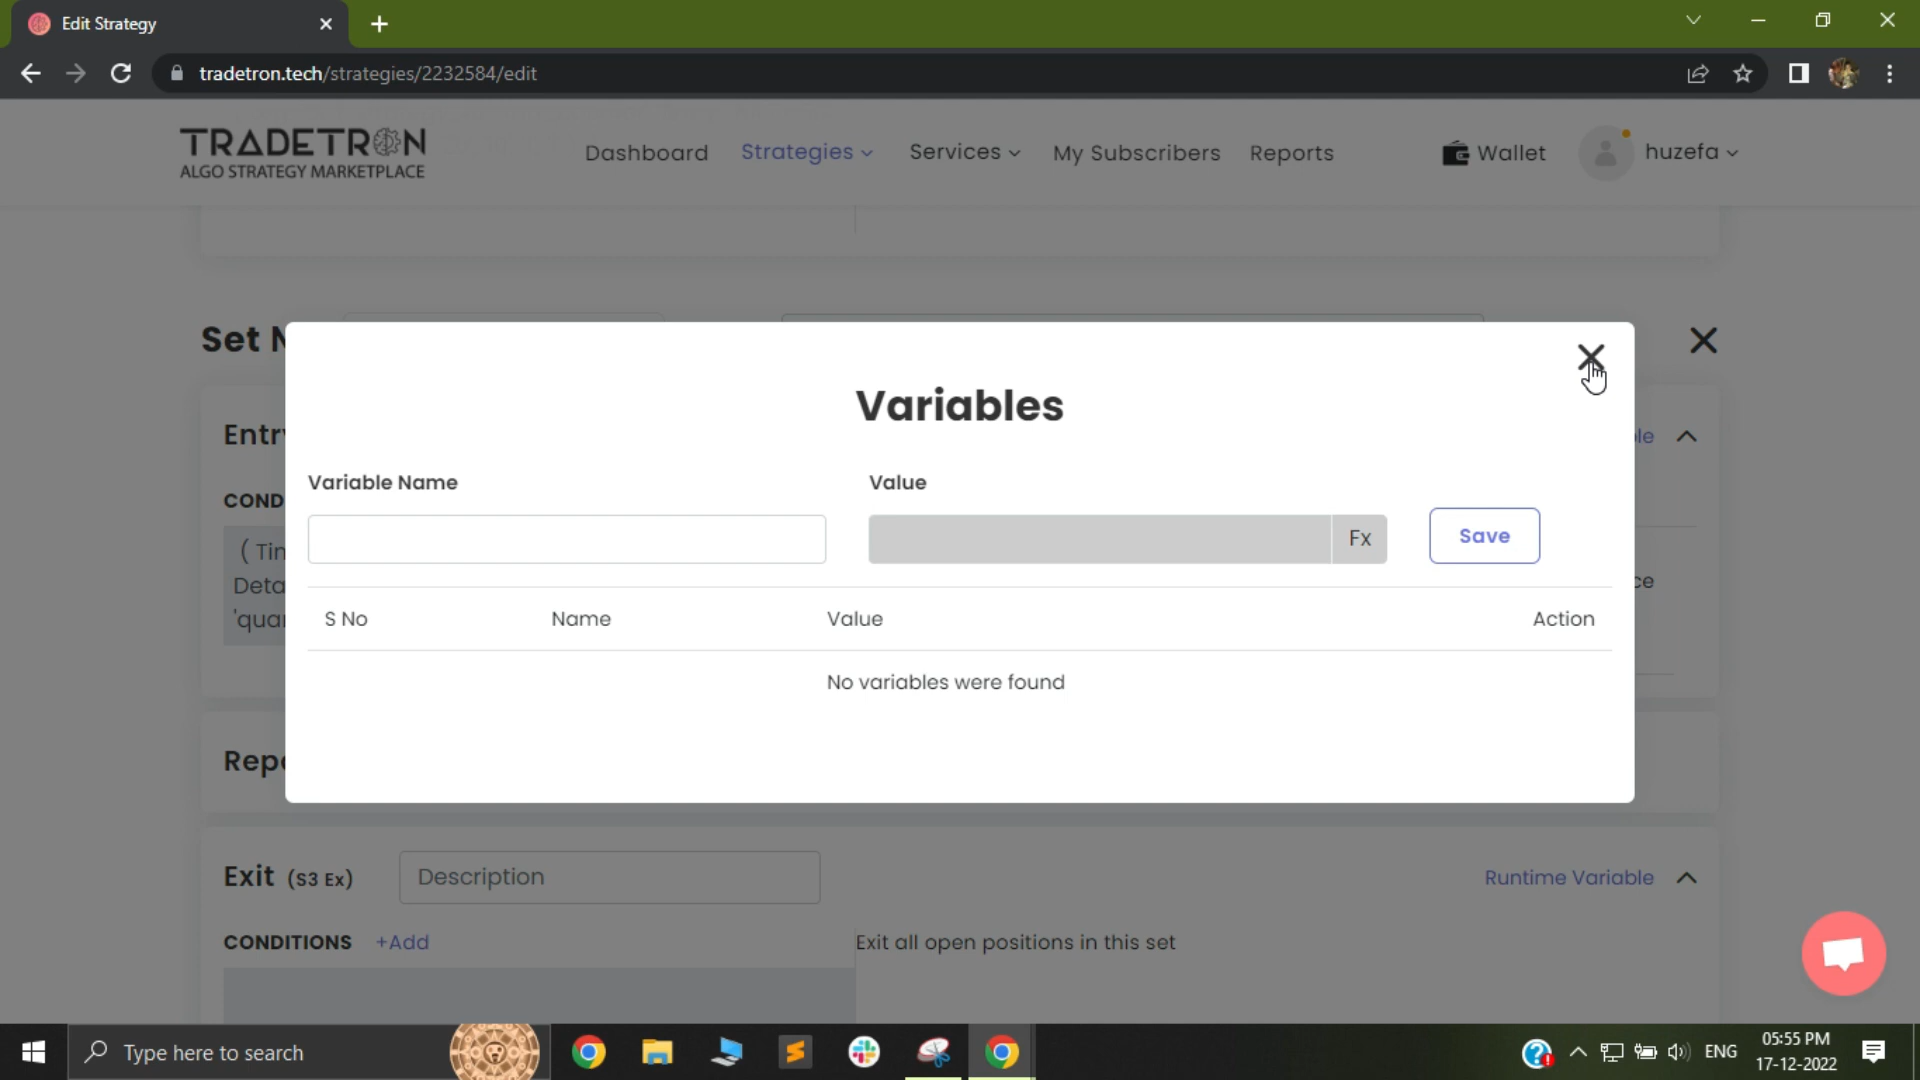 Edit Strategy
tradetron.tech/strategies/2232584/edit
TRADETRON
ALGO STRATEGY MARKETPLACE
Dashboard
Strategies
Services
My Subscribers
Reports
Wallet
huzefa
Set N
Variables
Entr
le
Variable Name
Value
COND
Fx
Save
( Tin
Deta
ce
'qua
S No
Name
Value
Action
No variables were found
Rep
Exit (S3 Ex)
Description
Runtime Variable
CONDITIONS +Add
Exit all open positions in this set
Type here to search
ENG
05:55 PM
17-12-2022